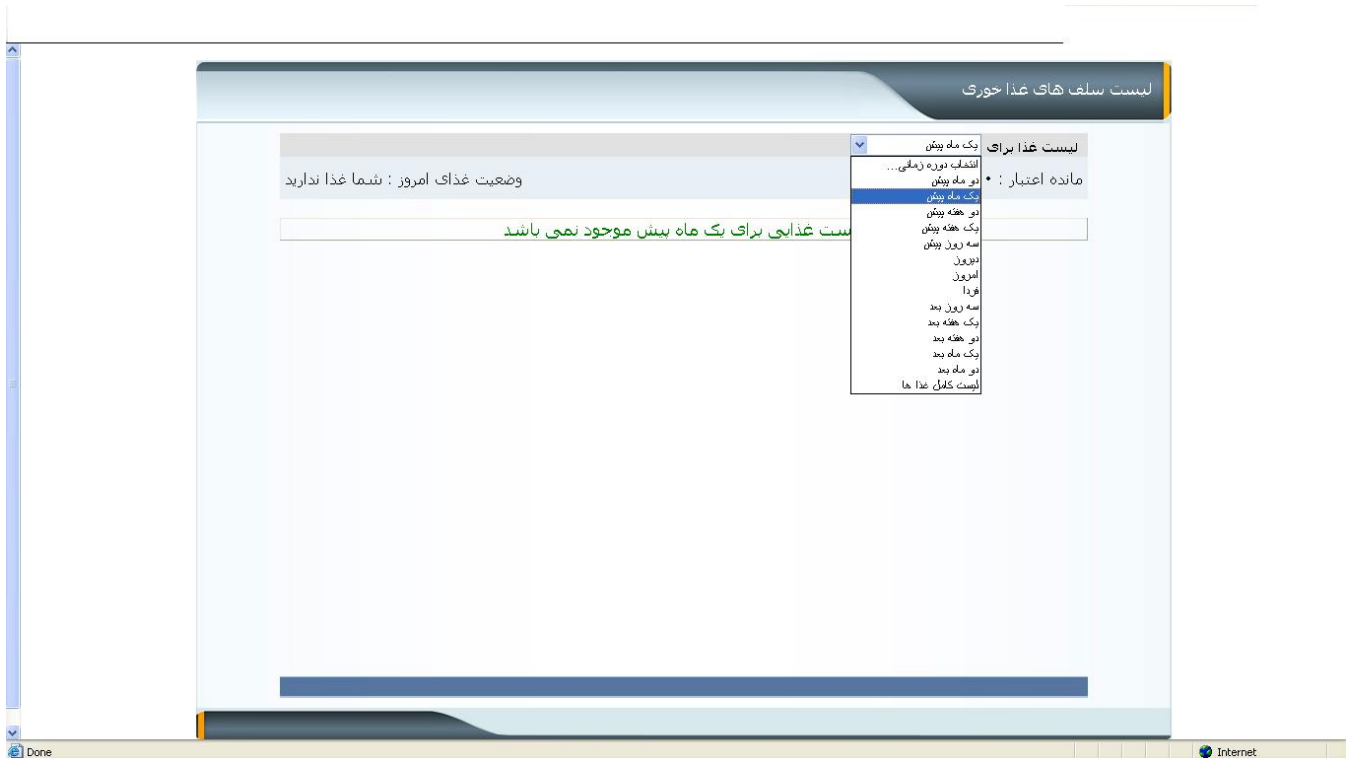 لیست سلف های غذا خوری
لیست غذا برای یک ماه پیش
مانده اعتبار : ۰
وضعیت غذای امروز : شما غذا ندارید
انتخاب دوره زمانی...
دو ماه پیش
یک ماه پیش
دو هفته پیش
یک هفته پیش
سه روز پیش
دیروز
امروز
فردا
سه روز بعد
یک هفته بعد
دو هفته بعد
یک ماه بعد
دو ماه بعد
لیست کامل غذا ها
غذایی برای یک ماه پیش موجود نمی باشد
Done
Internet